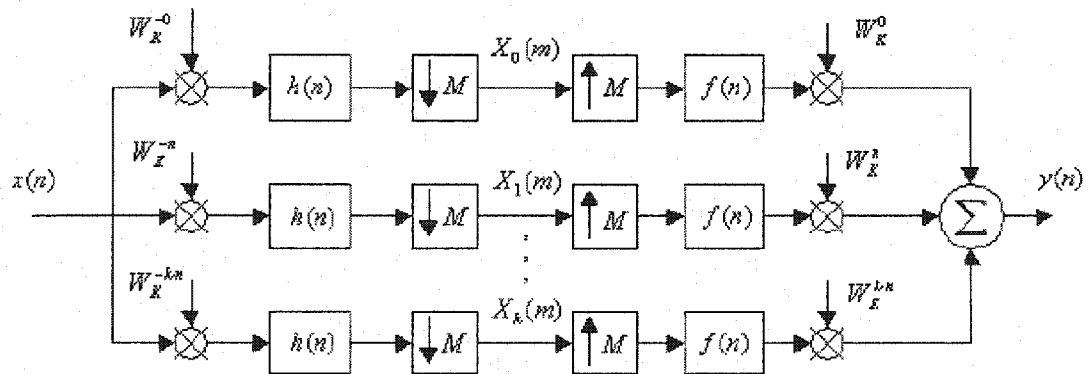 W_K^{-0} X_0(m) W_K^0
h(n) ↓ M ↑ M f(n)
x(n) W_K^{-n} X_1(m) W_K^n y(n)
h(n) ↓ M ↑ M f(n) Σ
W_K^{-kn} X_k(m) W_K^{kn}
h(n) ↓ M ↑ M f(n)